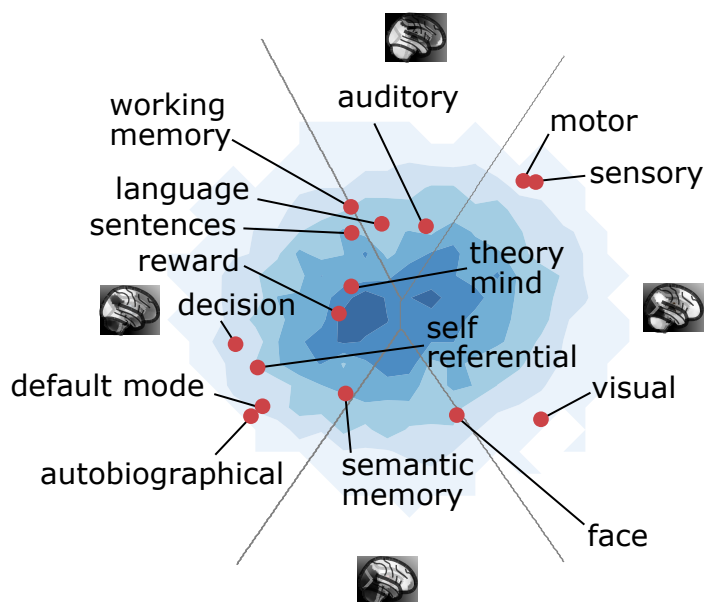 auditory
working
memory
motor
sensory
language
sentences
reward
theory
mind
decision
self
referential
default mode
visual
autobiographical
semantic
memory
face